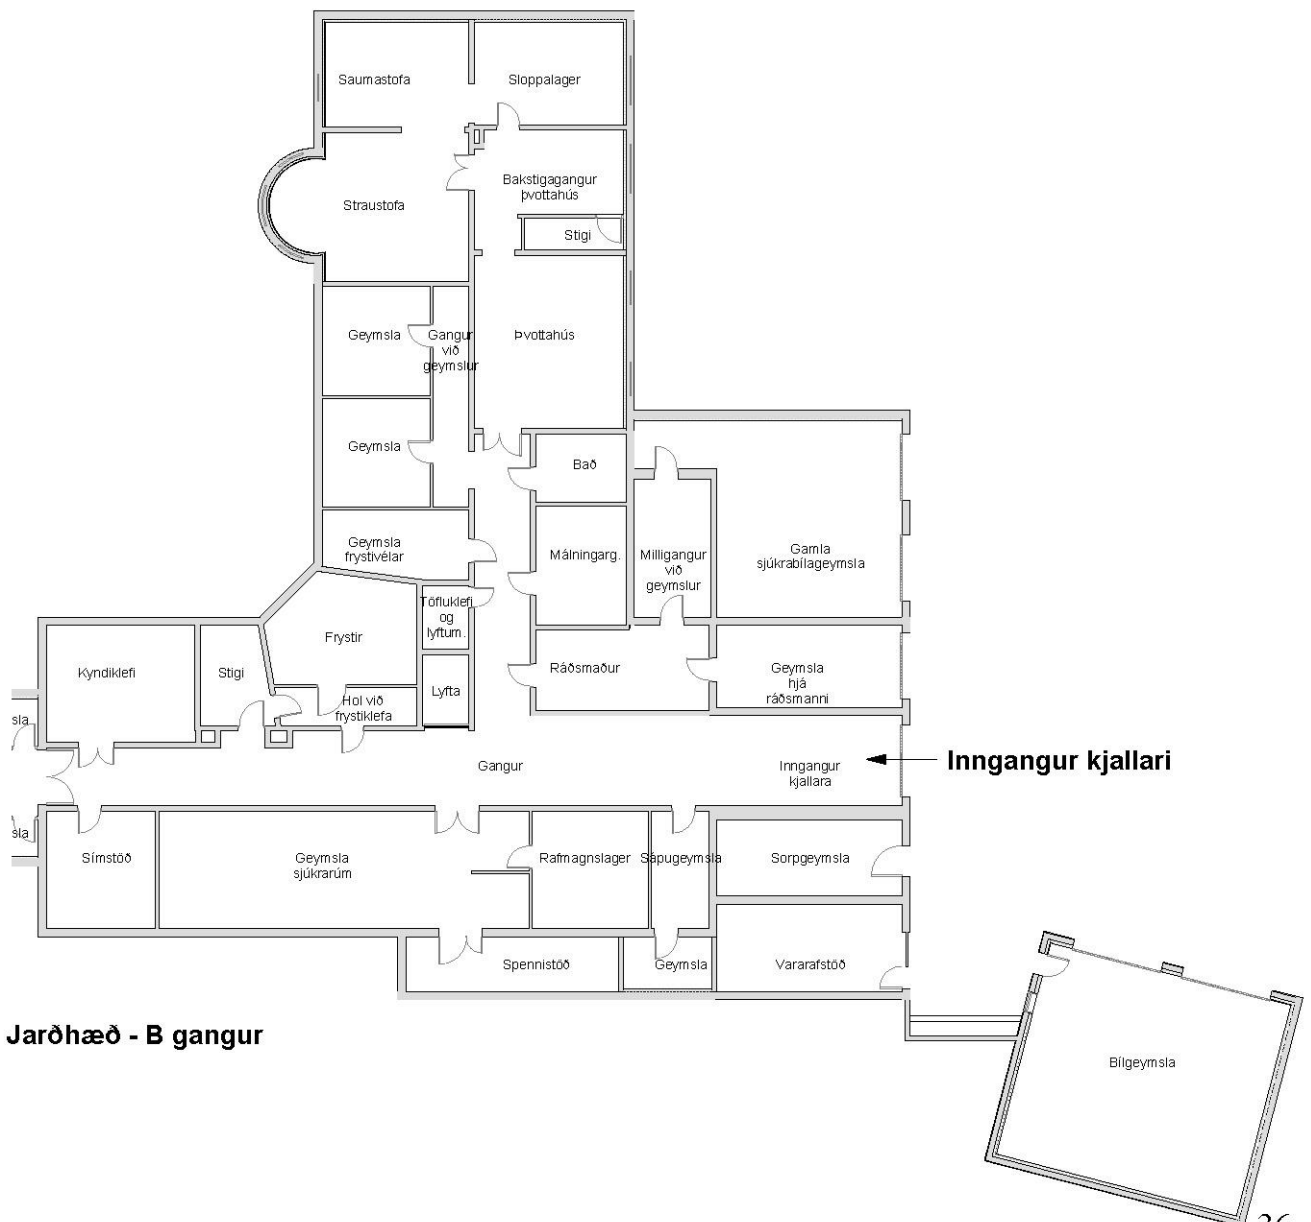 Saumastofa
Sloppalager
Bakstigagangur
þvottahús
Straustofa
Stigi
Geymsla
Gangur
við
geymslur
Þvottahús
Geymsla
Bað
Geymsla
frystivélar
Málningarg.
Milligangur
við
geymslur
Gamla
sjúkrabílageymsla
Töfluklefi
og
lyftum.
Frystir
Kyndiklefi
Stigi
Ráðsmaður
Geymsla
hjá
ráðsmanni
Lyfta
Hol við
frystiklefa
sla
Gangur
Inngangur
kjallara
Inngangur kjallari
sla
Símstöð
Geymsla
sjúkrarúm
Rafmagnslager
Sápugeymsla
Sorpgeymsla
Spennistöð
Geymsla
Vararafstöð
Jarðhæð - B gangur
Bílgeymsla